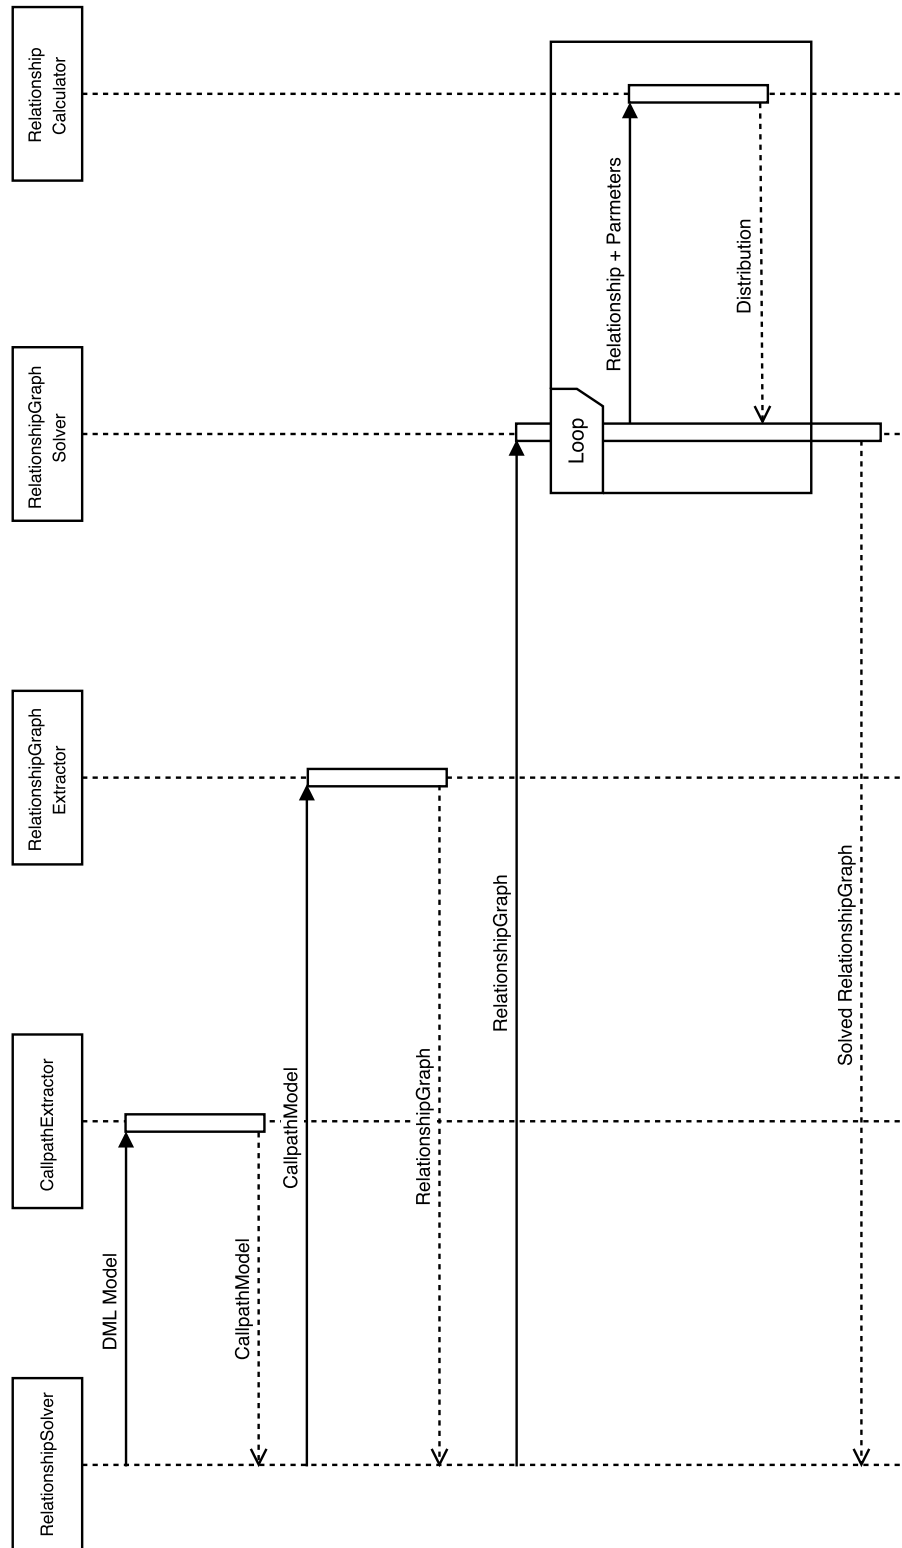 RelationshipSolver
CallpathExtractor
RelationshipGraph
Extractor
RelationshipGraph
Solver
Relationship
Calculator
DML Model
CallpathModel
CallpathModel
RelationshipGraph
RelationshipGraph
Loop
Relationship + Parmeters
Distribution
Solved RelationshipGraph